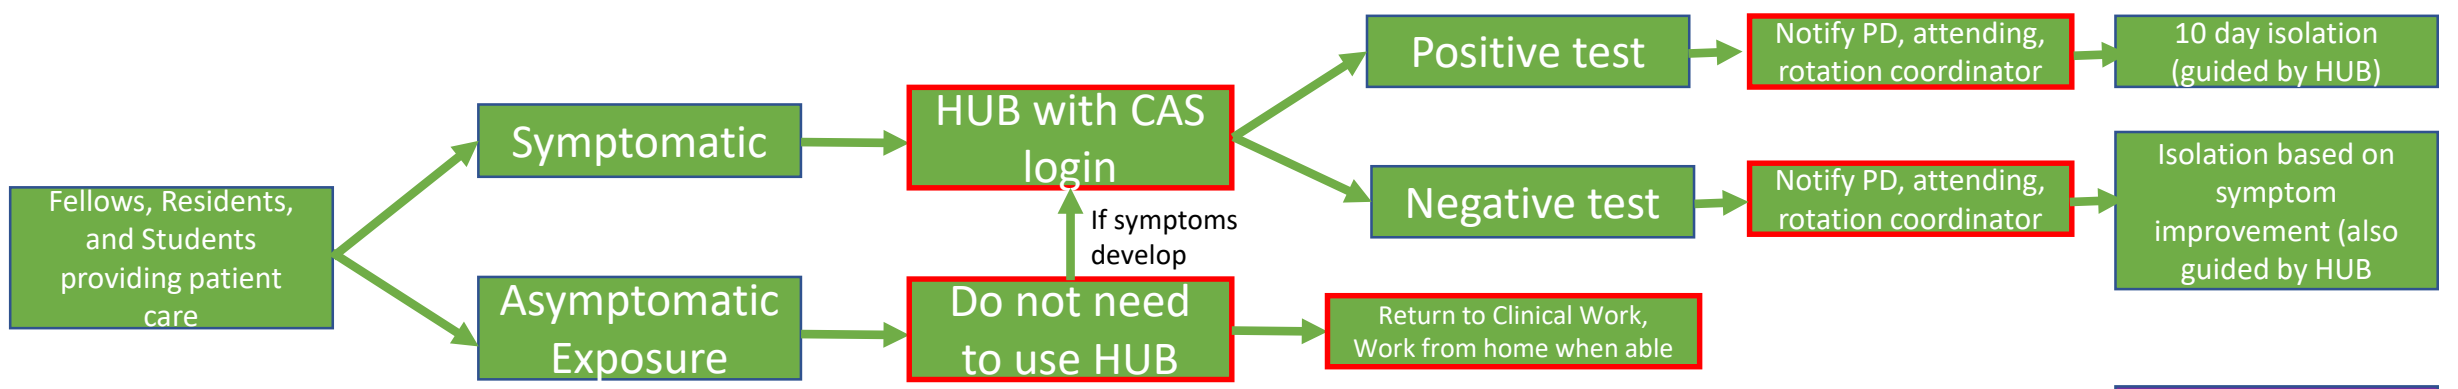 Fellows, Residents,
and Students
providing patient
care
Symptomatic
Asymptomatic
Exposure
HUB with CAS
login
If symptoms
develop
Do not need
to use HUB
Positive test
Negative test
Return to Clinical Work,
Work from home when able
Notify PD, attending,
rotation coordinator
Notify PD, attending,
rotation coordinator
10 day isolation
(guided by HUB)
Isolation based on
symptom
improvement (also
guided by HUB